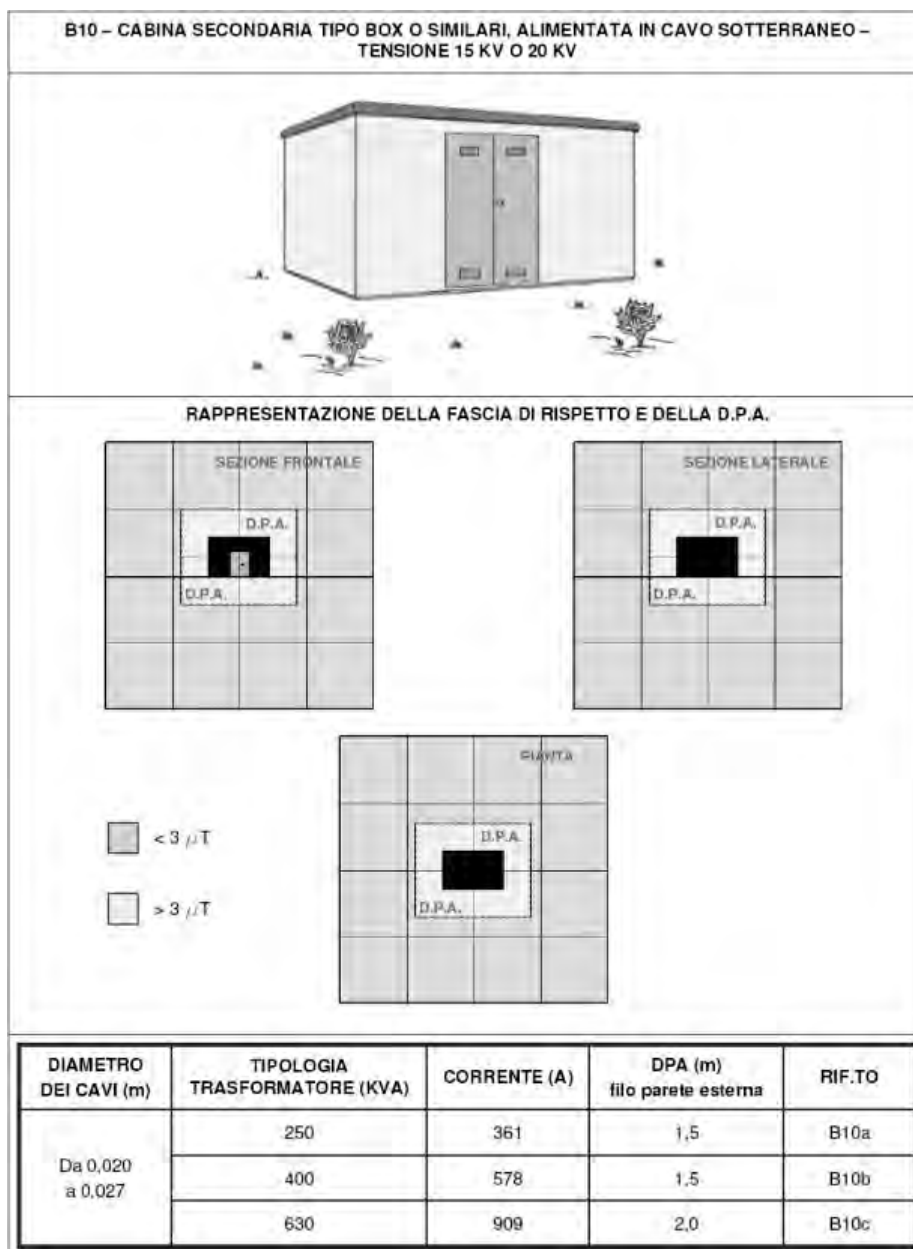 B10 – CABINA SECONDARIA TIPO BOX O SIMILARI, ALIMENTATA IN CAVO SOTTERRANEO –
TENSIONE 15 KV O 20 KV
RAPPRESENTAZIONE DELLA FASCIA DI RISPETTO E DELLA D.P.A.
SEZIONE FRONTALE
D.P.A.
D.P.A.
SEZIONE LATERALE
D.P.A.
D.P.A.
PIANTA
D.P.A.
D.P.A.
< 3 µT
> 3 µT
DIAMETRO
DEI CAVI (m)
TIPOLOGIA
TRASFORMATORE (KVA)
CORRENTE (A)
DPA (m)
filo parete esterna
RIF.TO
Da 0,020
a 0,027
250 361 1,5 B10a
400 578 1,5 B10b
630 909 2,0 B10c